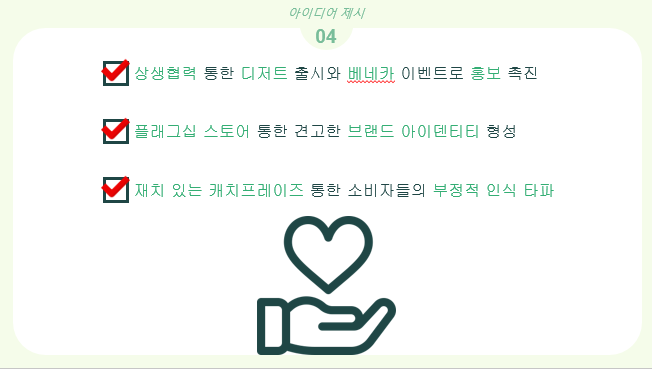 아이디어 제시
04
상생협력 통한 디저트 출시와 베네카 이벤트로 홍보 촉진
플래그십 스토어 통한 견고한 브랜드 아이덴티티 형성
재치 있는 캐치프레이즈 통한 소비자들의 부정적 인식 타파